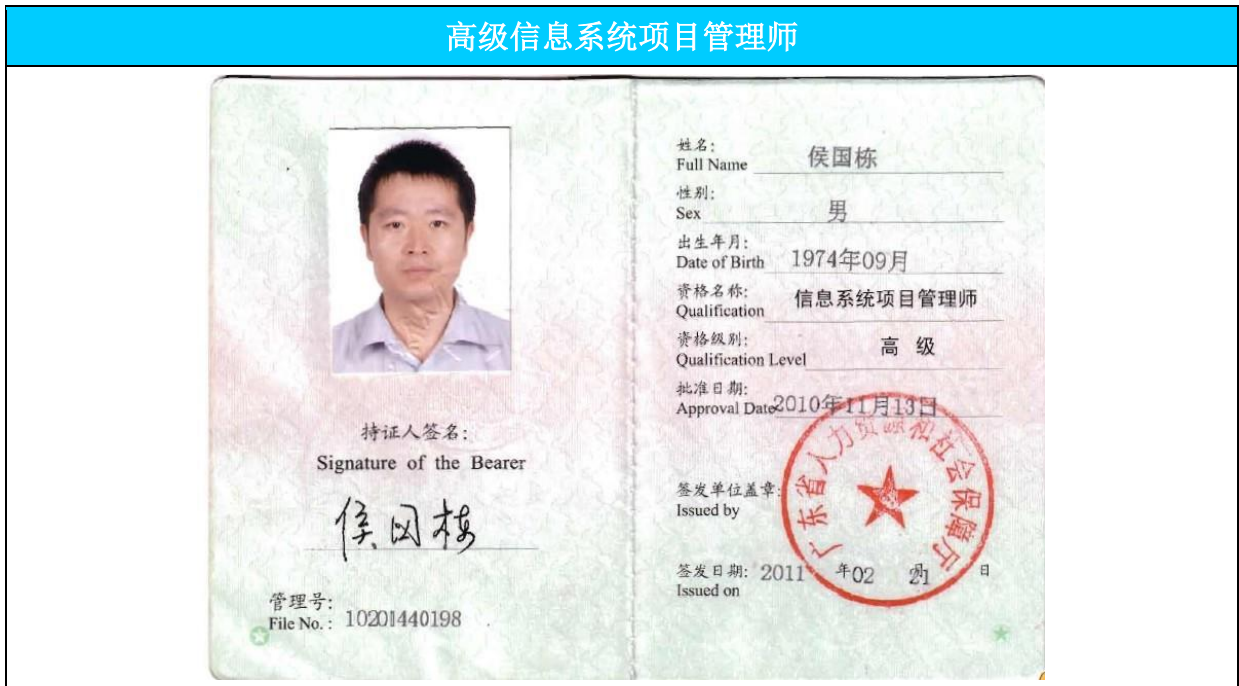 高级信息系统项目管理师
持证人签名:
Signature of the Bearer
侯国栋
管理号:
File No.: 10201440198
姓名:
Full Name 侯国栋
性别:
Sex 男
出生年月:
Date of Birth 1974年09月
资格名称:
Qualification 信息系统项目管理师
资格级别:
Qualification Level 高 级
批准日期:
Approval Date 2010年11月13日
签发单位盖章:
Issued by
广东省人力资源和社会保障厅
签发日期: 2011 年02 月21 日
Issued on